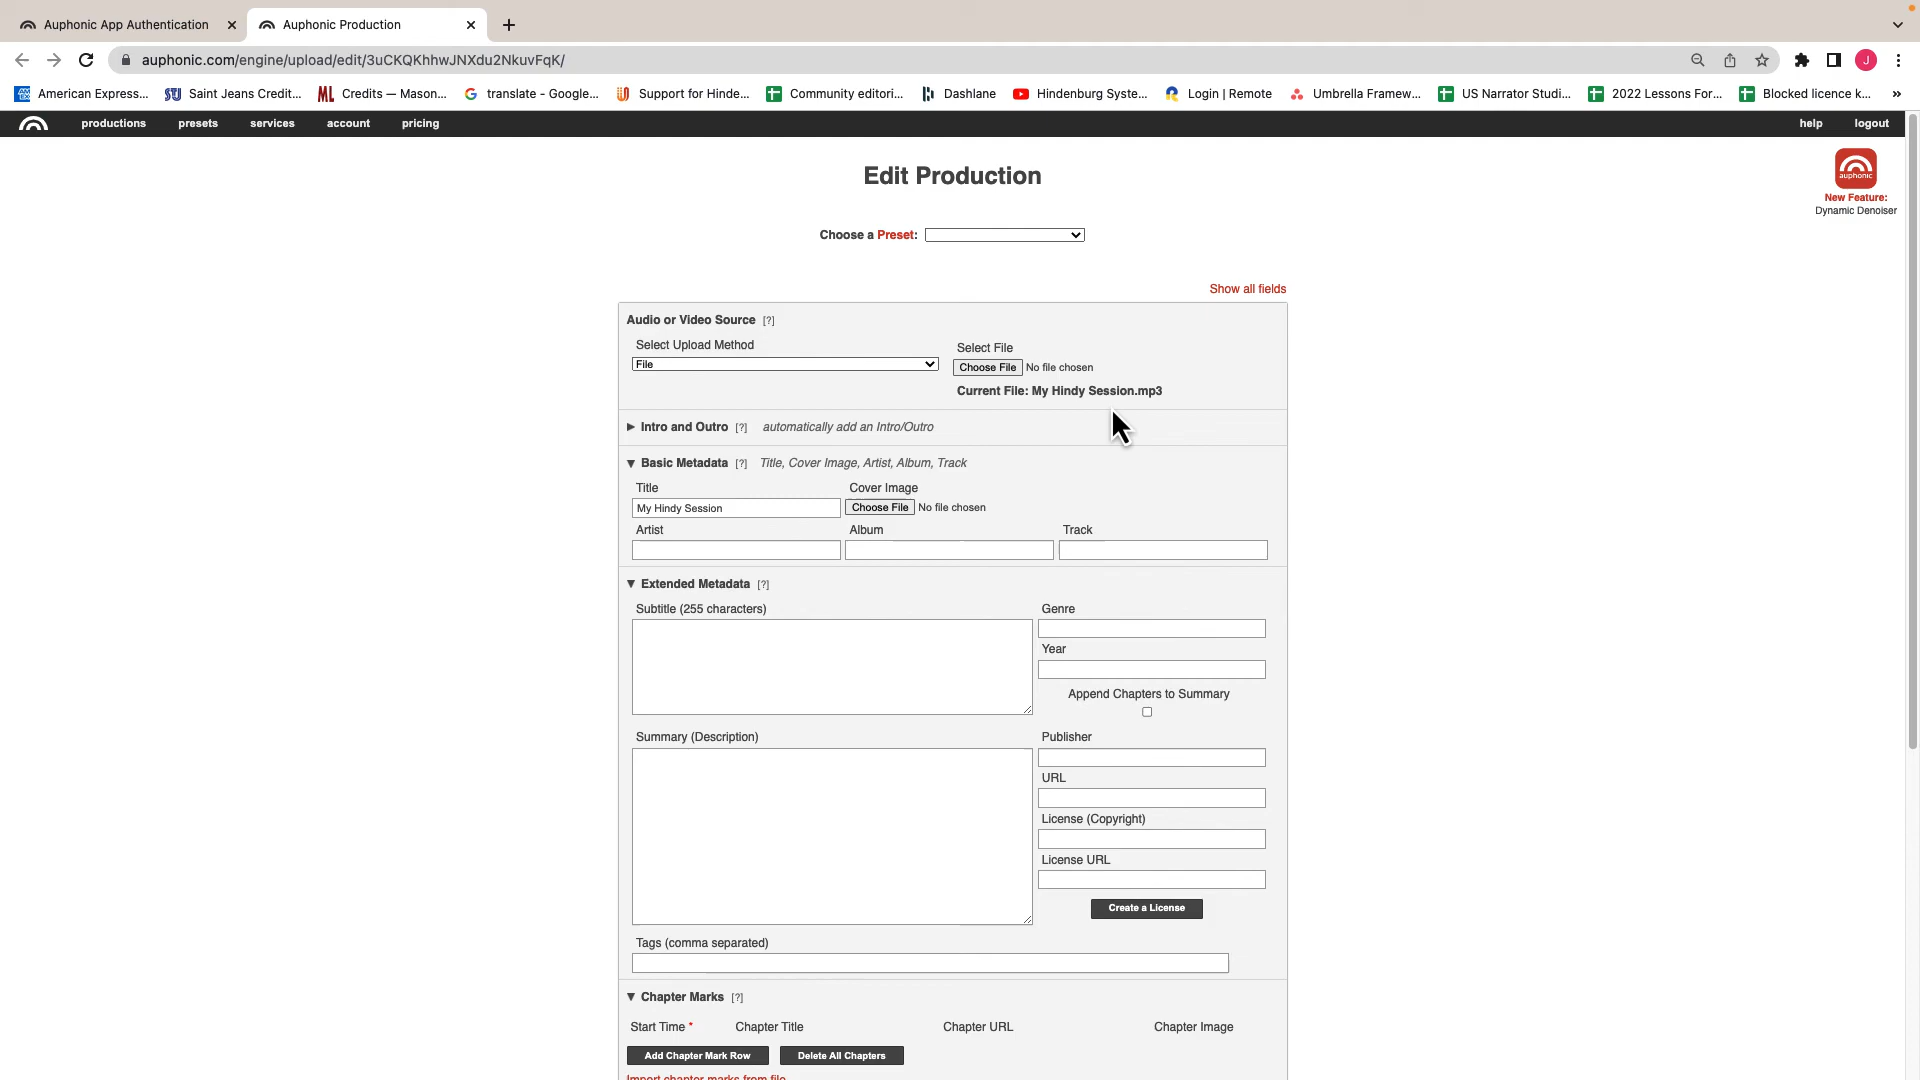 Auphonic App Authentication
Auphonic Production
auphonic.com/engine/upload/edit/3uCKQKhhwJNXdu2NkuvFqK/
J
American Express... Saint Jeans Credit... Credits — Mason... translate - Google... Support for Hinde... Community editori... Dashlane Hindenburg Syste... Login | Remote Umbrella Framew... US Narrator Studi... 2022 Lessons For... Blocked licence k... »
productions presets services account pricing help logout
Edit Production
auphonic
New Feature:
Dynamic Denoiser
Choose a Preset:
Show all fields
Audio or Video Source [?]
Select Upload Method
Select File
File
Choose File No file chosen
Current File: My Hindy Session.mp3
Intro and Outro [?] automatically add an Intro/Outro
Basic Metadata [?] Title, Cover Image, Artist, Album, Track
Title Cover Image
My Hindy Session Choose File No file chosen
Artist Album Track
Extended Metadata [?]
Subtitle (255 characters) Genre
Year
Append Chapters to Summary
Summary (Description) Publisher
URL
License (Copyright)
License URL
Create a License
Tags (comma separated)
Chapter Marks [?]
Start Time * Chapter Title Chapter URL Chapter Image
Add Chapter Mark Row Delete All Chapters
Import chapter marks from file